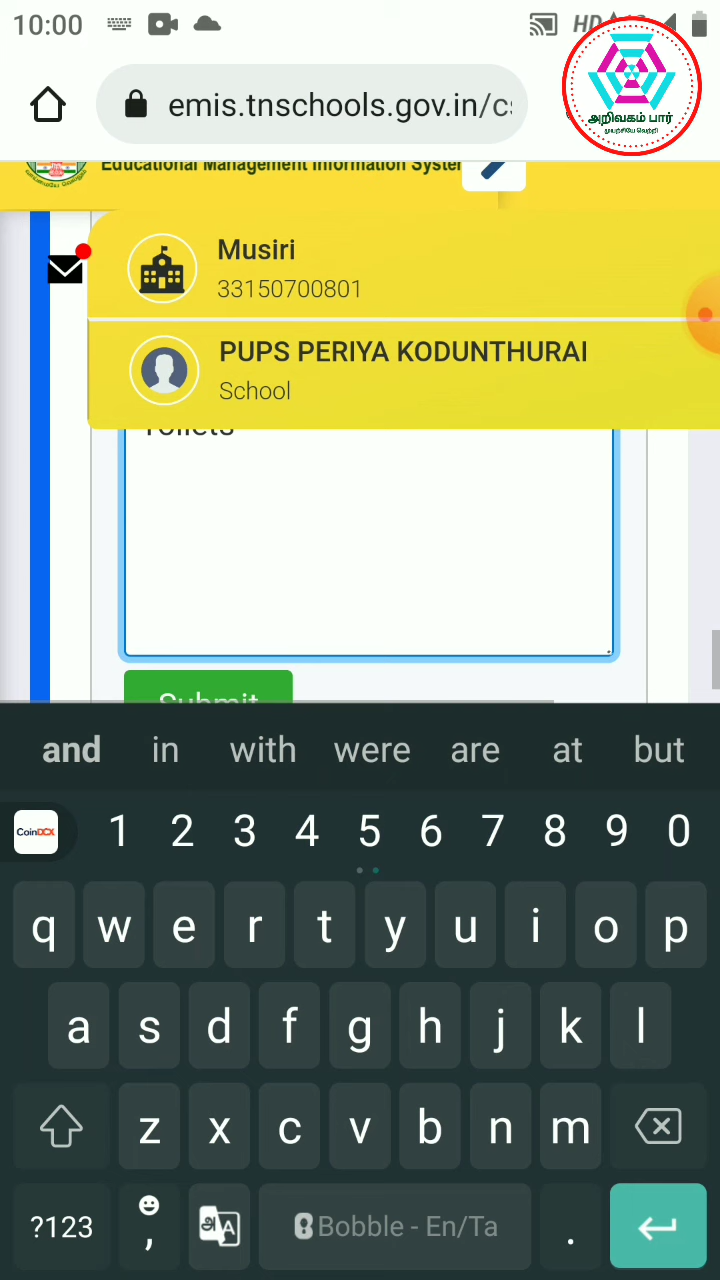 10:00
HD
emis.tnschools.gov.in/c
அறிவகம் பார்
முயற்சியே வெற்றி
Educational Management Information System
Musiri
33150700801
PUPS PERIYA KODUNTHURAI
School
Toilets
Submit
and in with were are at but
CoinDCX 1 2 3 4 5 6 7 8 9 0
q w e r t y u i o p
a s d f g h j k l
z x c v b n m
?123 , அ A Bobble - En/Ta .